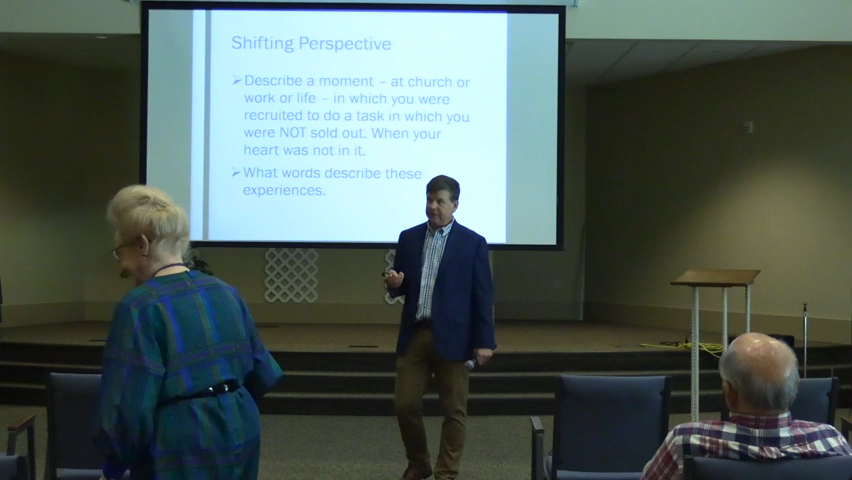 Shifting Perspective
➢Describe a moment – at church or
work or life – in which you were
recruited to do a task in which you
were NOT sold out. When your
heart was not in it.
➢What words describe these
experiences.